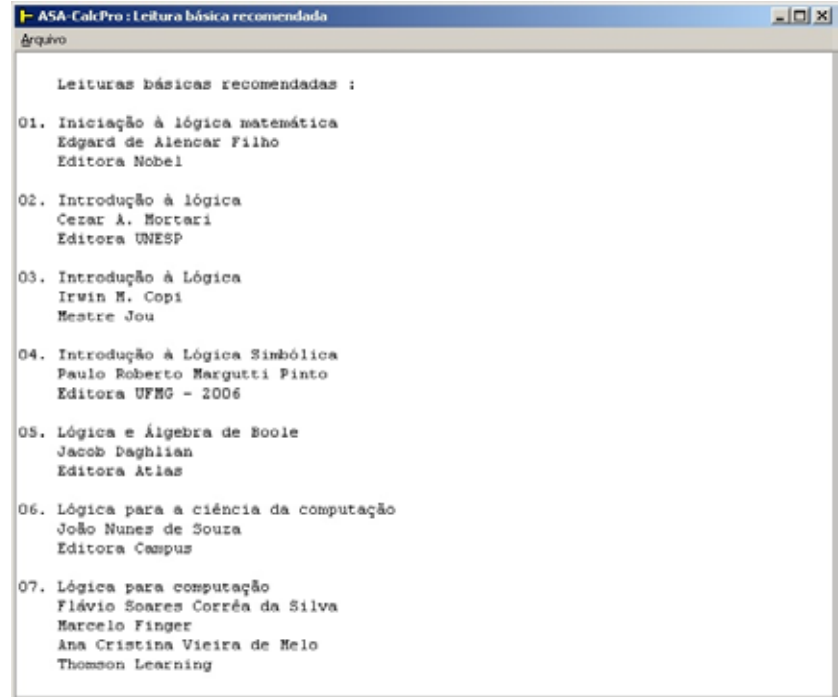 ASA-CalcPro : Leitura básica recomendada
Arquivo
Leituras básicas recomendadas :
01. Iniciação à lógica matemática
Edgard de Alencar Filho
Editora Nobel
02. Introdução à lógica
Cezar A. Mortari
Editora UNESP
03. Introdução à Lógica
Irwin M. Copi
Mestre Jou
04. Introdução à Lógica Simbólica
Paulo Roberto Margutti Pinto
Editora UFMG - 2006
05. Lógica e Álgebra de Boole
Jacob Daghlian
Editora Atlas
06. Lógica para a ciência da computação
João Nunes de Souza
Editora Campus
07. Lógica para computação
Flávio Soares Corrêa da Silva
Marcelo Finger
Ana Cristina Vieira de Melo
Thomson Learning